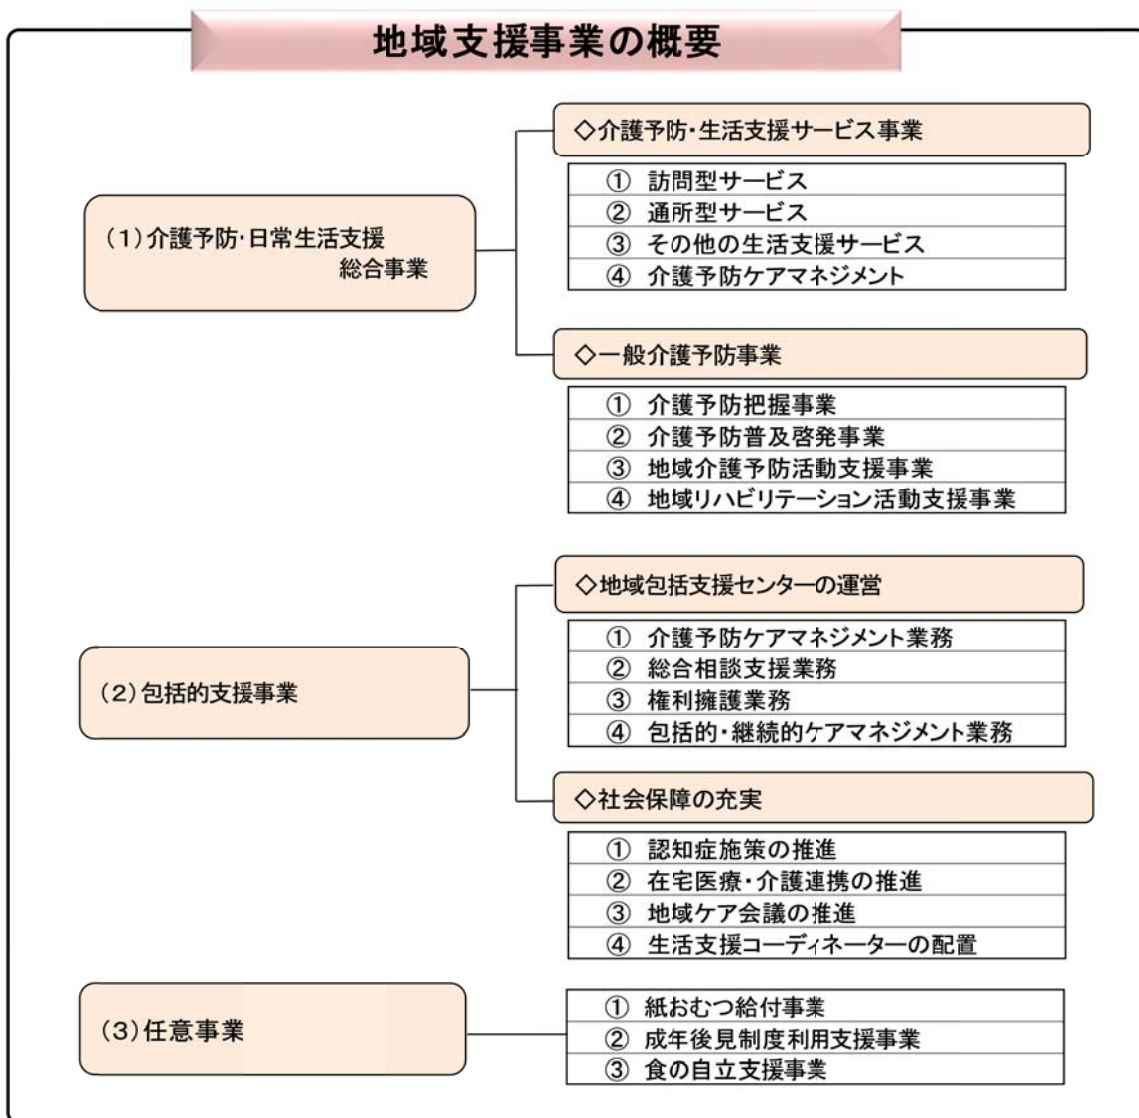 地域支援事業の概要
(1)介護予防・日常生活支援
総合事業
◇介護予防・生活支援サービス事業
① 訪問型サービス
② 通所型サービス
③ その他の生活支援サービス
④ 介護予防ケアマネジメント
◇一般介護予防事業
① 介護予防把握事業
② 介護予防普及啓発事業
③ 地域介護予防活動支援事業
④ 地域リハビリテーション活動支援事業
(2)包括的支援事業
◇地域包括支援センターの運営
① 介護予防ケアマネジメント業務
② 総合相談支援業務
③ 権利擁護業務
④ 包括的・継続的ケアマネジメント業務
◇社会保障の充実
① 認知症施策の推進
② 在宅医療・介護連携の推進
③ 地域ケア会議の推進
④ 生活支援コーディネーターの配置
(3)任意事業
① 紙おむつ給付事業
② 成年後見制度利用支援事業
③ 食の自立支援事業